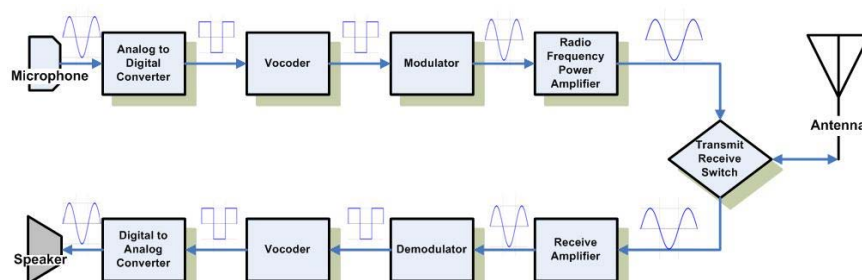 Microphone
Analog to
Digital
Converter
Vocoder
Modulator
Radio
Frequency
Power
Amplifier
Antenna
Transmit
Receive
Switch
Speaker
Digital to
Analog
Converter
Vocoder
Demodulator
Receive
Amplifier